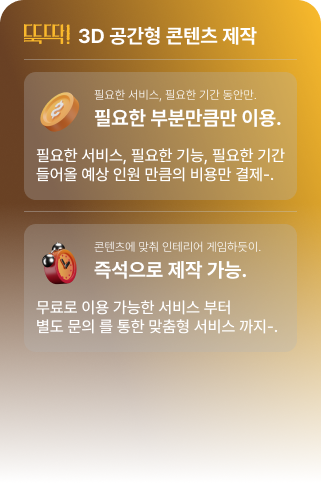 뚝딱! 3D 공간형 콘텐츠 제작
필요한 서비스, 필요한 기간 동안만.
필요한 부분만큼만 이용.
필요한 서비스, 필요한 기능, 필요한 기간
들어올 예상 인원 만큼의 비용만 결제-.
콘텐츠에 맞춰 인테리어 게임하듯이.
즉석으로 제작 가능.
무료로 이용 가능한 서비스 부터
별도 문의 를 통한 맞춤형 서비스 까지-.